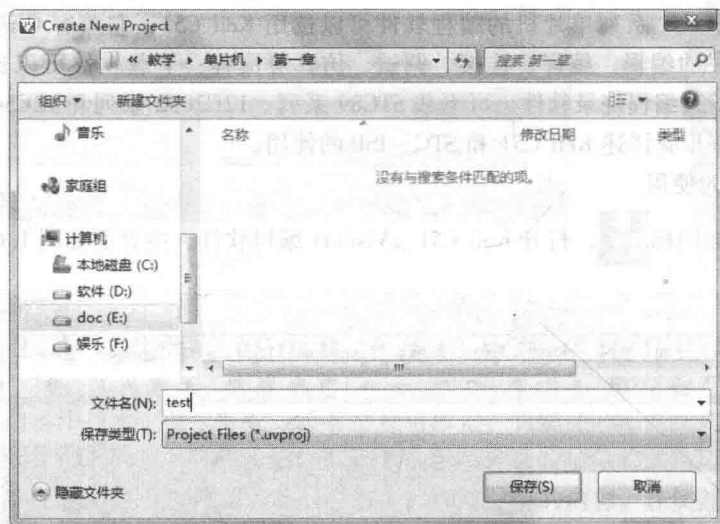 Create New Project
« 教学 ▸ 单片机 ▸ 第一章
搜索 第一章
组织
新建文件夹
音乐
家庭组
计算机
本地磁盘 (C:)
软件 (D:)
doc (E:)
娱乐 (F:)
名称
修改日期
类型
没有与搜索条件匹配的项。
文件名(N): test
保存类型(T): Project Files (*.uvproj)
隐藏文件夹
保存(S)
取消